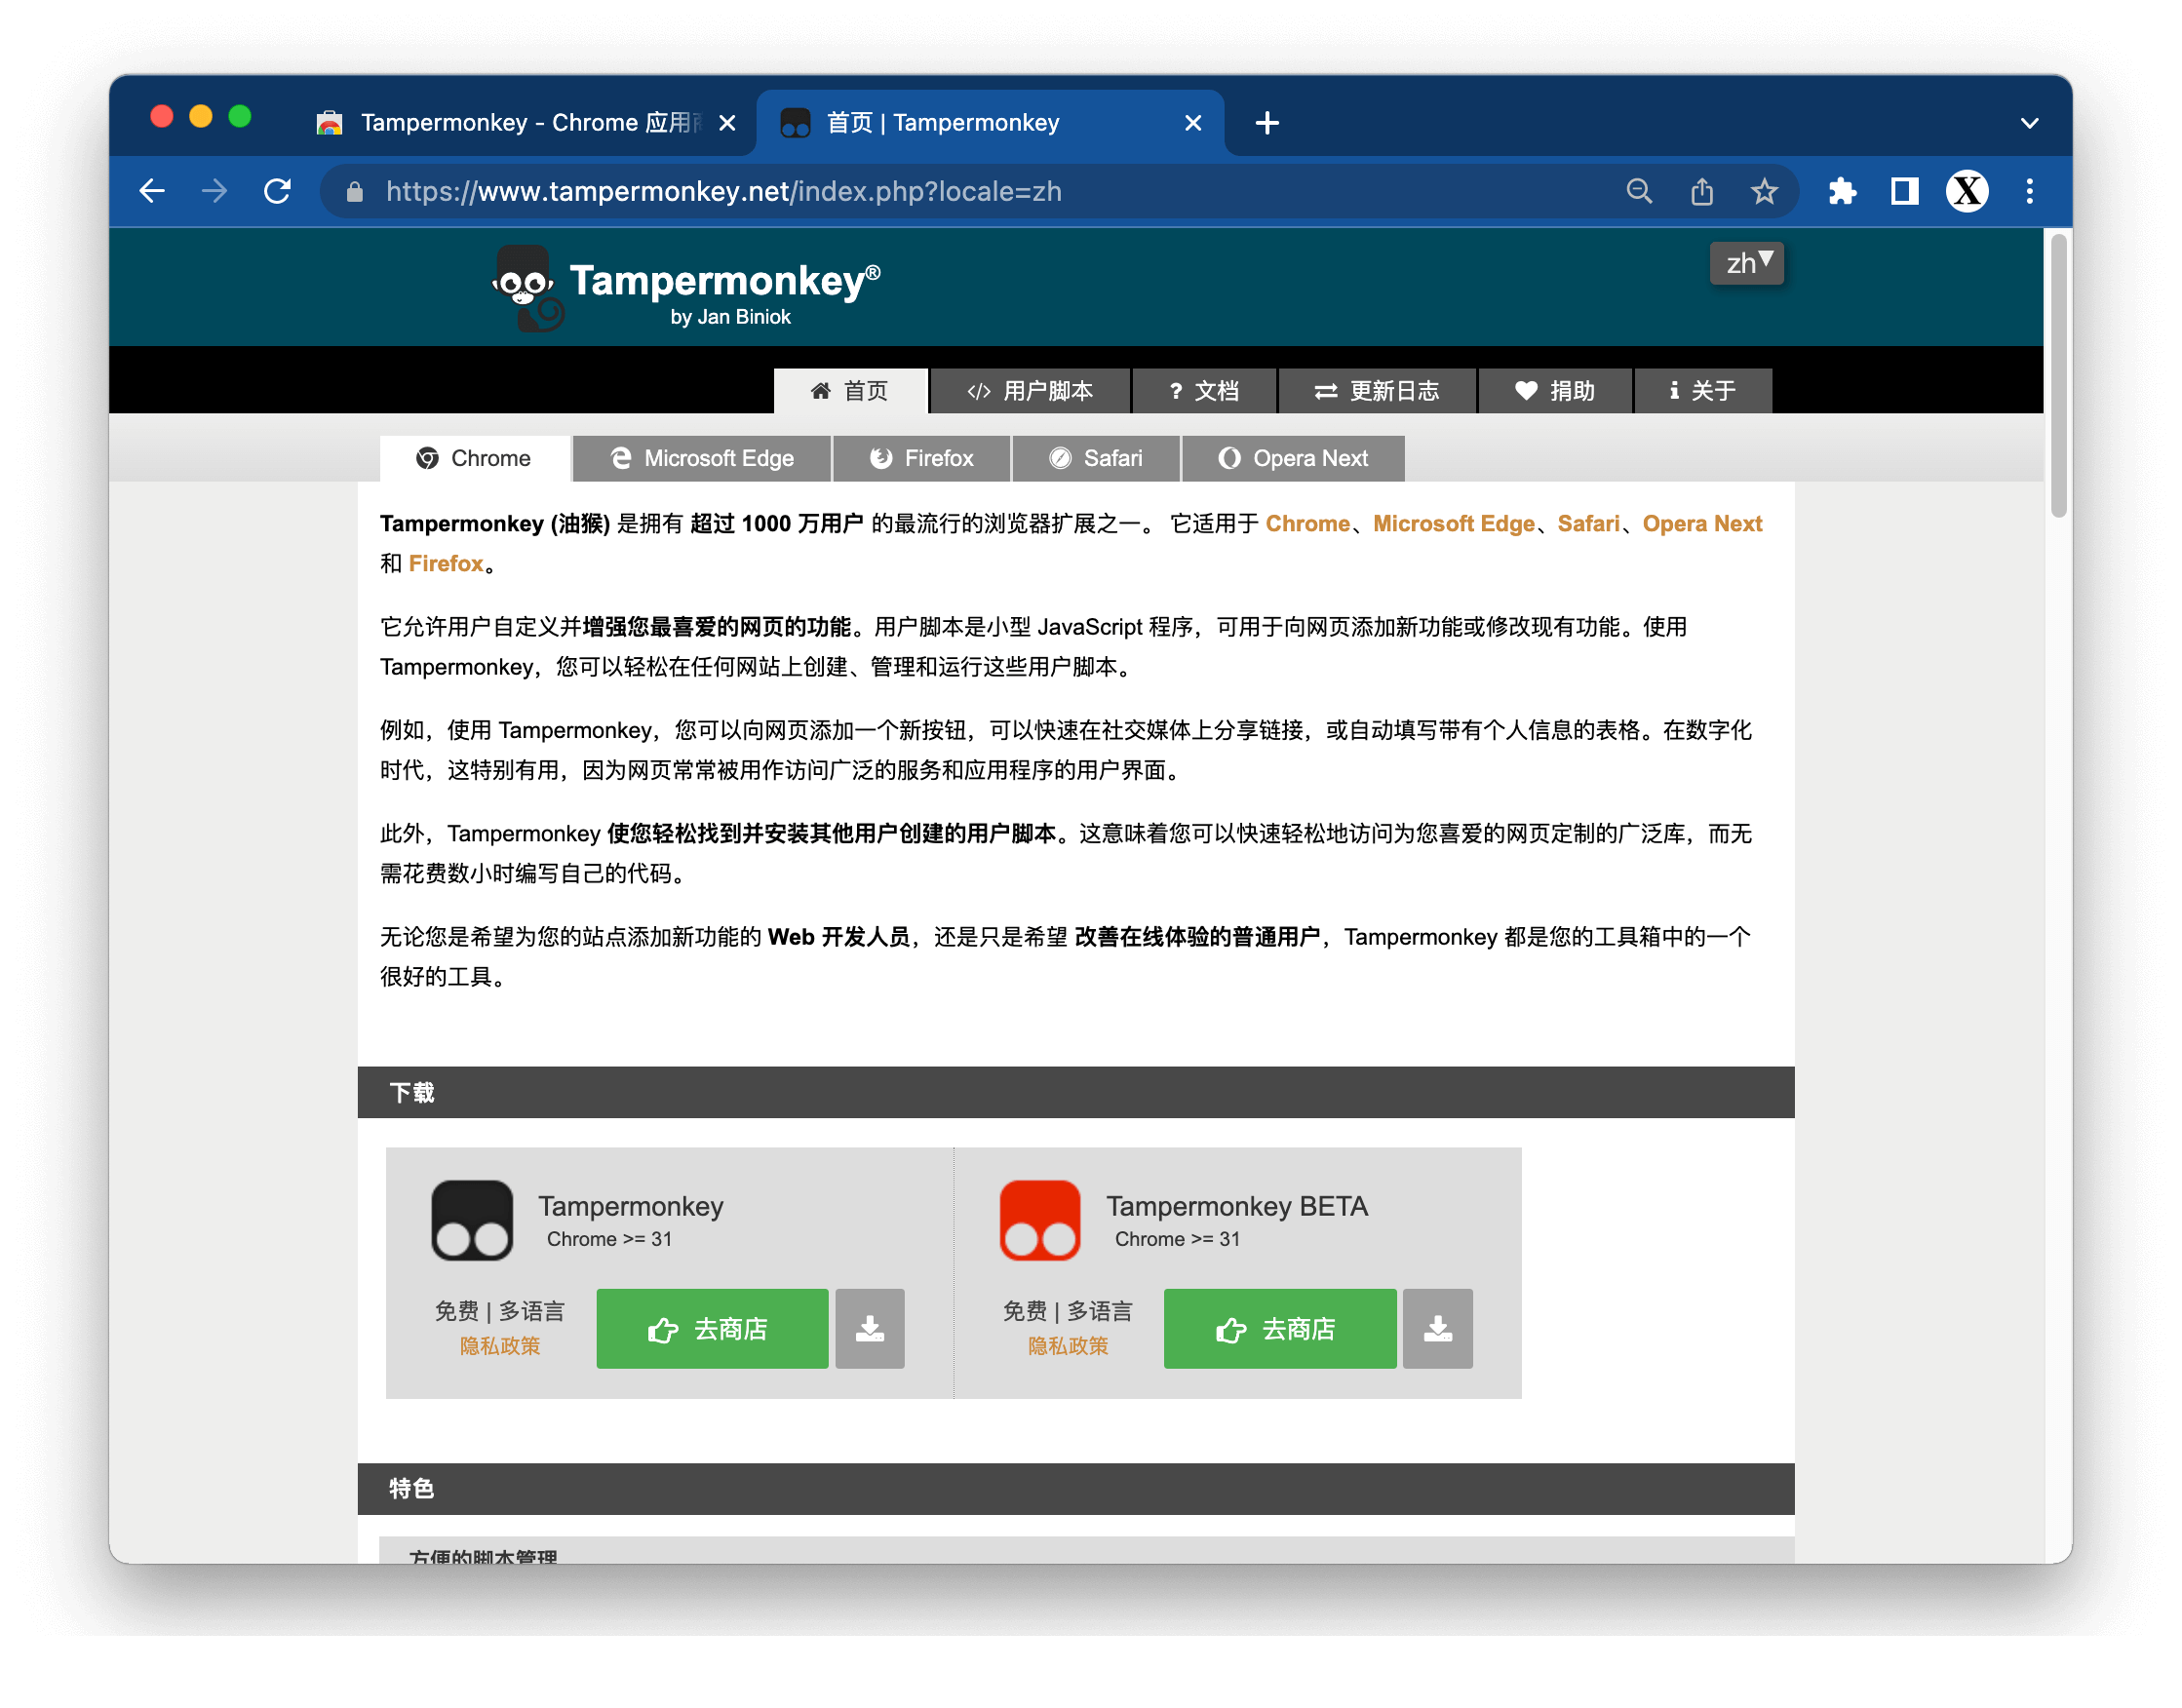 Tampermonkey - Chrome 应用
首页 | Tampermonkey
https://www.tampermonkey.net/index.php?locale=zh
X
Tampermonkey®
by Jan Biniok
zh
首页
</> 用户脚本
? 文档
更新日志
捐助
i 关于
Chrome
Microsoft Edge
Firefox
Safari
Opera Next
Tampermonkey (油猴) 是拥有 超过 1000 万用户 的最流行的浏览器扩展之一。 它适用于 Chrome、Microsoft Edge、Safari、Opera Next
和 Firefox。
它允许用户自定义并增强您最喜爱的网页的功能。用户脚本是小型 JavaScript 程序，可用于向网页添加新功能或修改现有功能。使用
Tampermonkey，您可以轻松在任何网站上创建、管理和运行这些用户脚本。
例如，使用 Tampermonkey，您可以向网页添加一个新按钮，可以快速在社交媒体上分享链接，或自动填写带有个人信息的表格。在数字化
时代，这特别有用，因为网页常常被用作访问广泛的服务和应用程序的用户界面。
此外，Tampermonkey 使您轻松找到并安装其他用户创建的用户脚本。这意味着您可以快速轻松地访问为您喜爱的网页定制的广泛库，而无
需花费数小时编写自己的代码。
无论您是希望为您的站点添加新功能的 Web 开发人员，还是只是希望 改善在线体验的普通用户，Tampermonkey 都是您的工具箱中的一个
很好的工具。
下载
Tampermonkey
Chrome >= 31
免费 | 多语言
隐私政策
去商店
Tampermonkey BETA
Chrome >= 31
免费 | 多语言
隐私政策
去商店
特色
方便的脚本管理